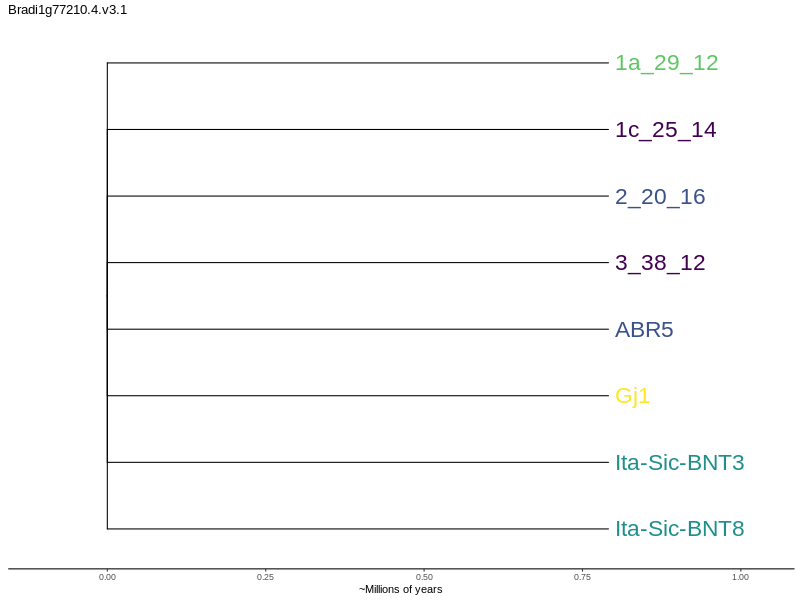 Bradi1g77210.4.v3.1
1a_29_12
1c_25_14
2_20_16
3_38_12
ABR5
Gj1
Ita-Sic-BNT3
Ita-Sic-BNT8
0.00 0.25 0.50 0.75 1.00
~Millions of years